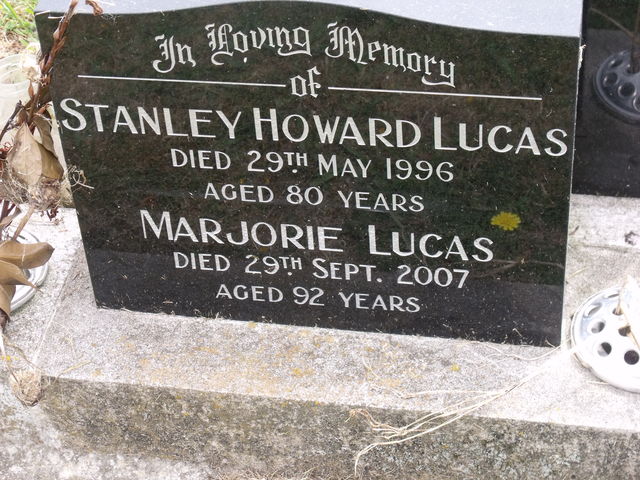 In Loving Memory
of
STANLEY HOWARD LUCAS
DIED 29TH MAY 1996
AGED 80 YEARS
MARJORIE LUCAS
DIED 29TH SEPT. 2007
AGED 92 YEARS